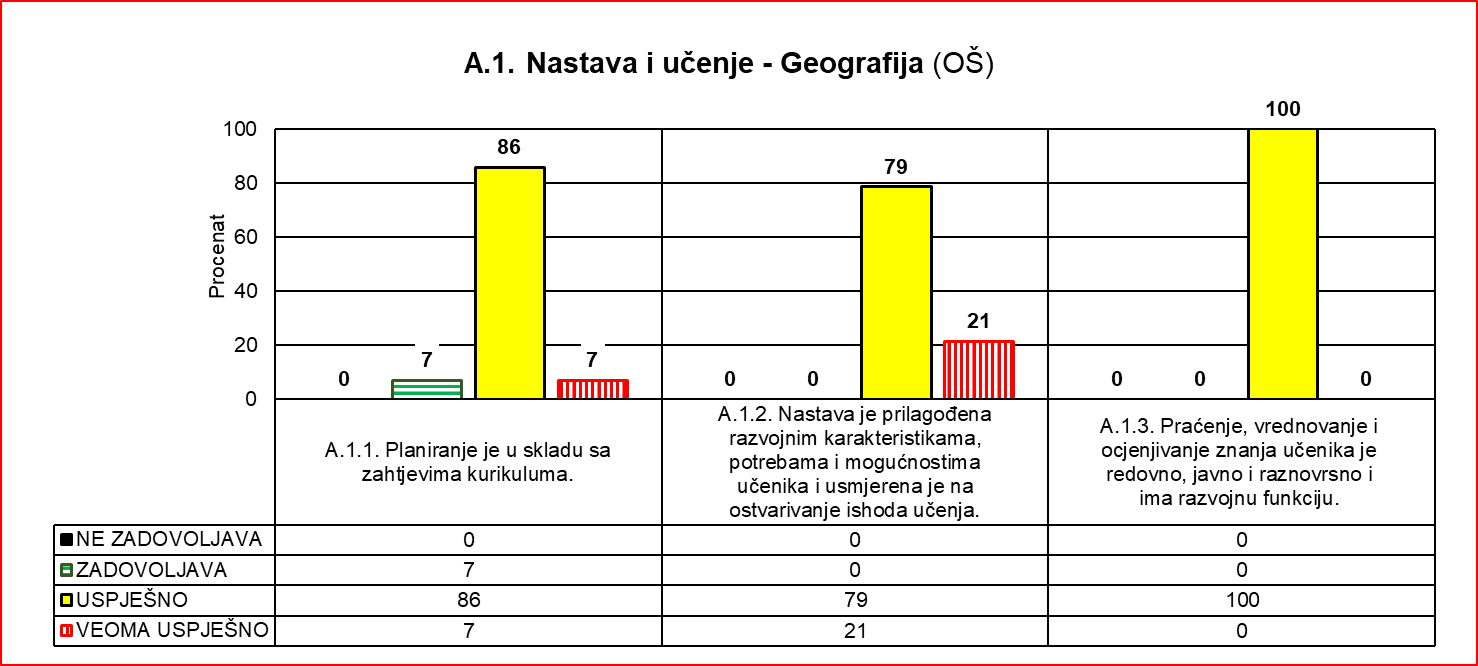 A.1. Nastava i učenje - Geografija (OŠ)
Procenat
100
80
60
40
20
0
0
7
86
7
0
0
79
21
0
0
100
0
A.1.1. Planiranje je u skladu sa
zahtjevima kurikuluma.
A.1.2. Nastava je prilagođena
razvojnim karakteristikama,
potrebama i mogućnostima
učenika i usmjerena je na
ostvarivanje ishoda učenja.
A.1.3. Praćenje, vrednovanje i
ocjenjivanje znanja učenika je
redovno, javno i raznovrsno i
ima razvojnu funkciju.
NE ZADOVOLJAVA 0 0 0
ZADOVOLJAVA 7 0 0
USPJEŠNO 86 79 100
VEOMA USPJEŠNO 7 21 0